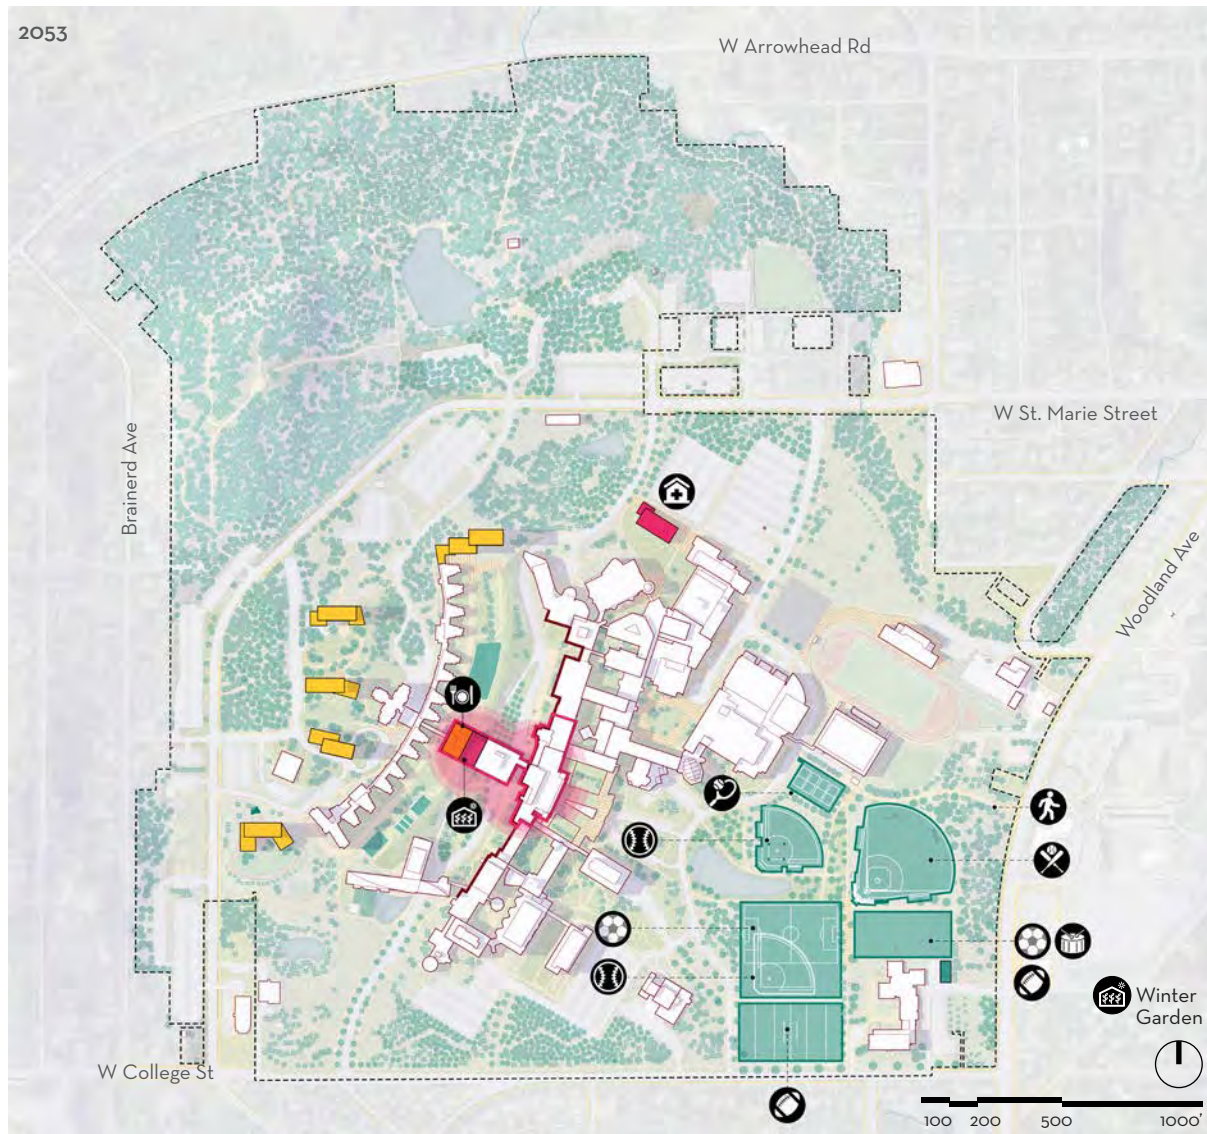 2053
W Arrowhead Rd
W St. Marie Street
Brainerd Ave
Woodland Ave
Winter
Garden
W College St
100 200 500 1000'